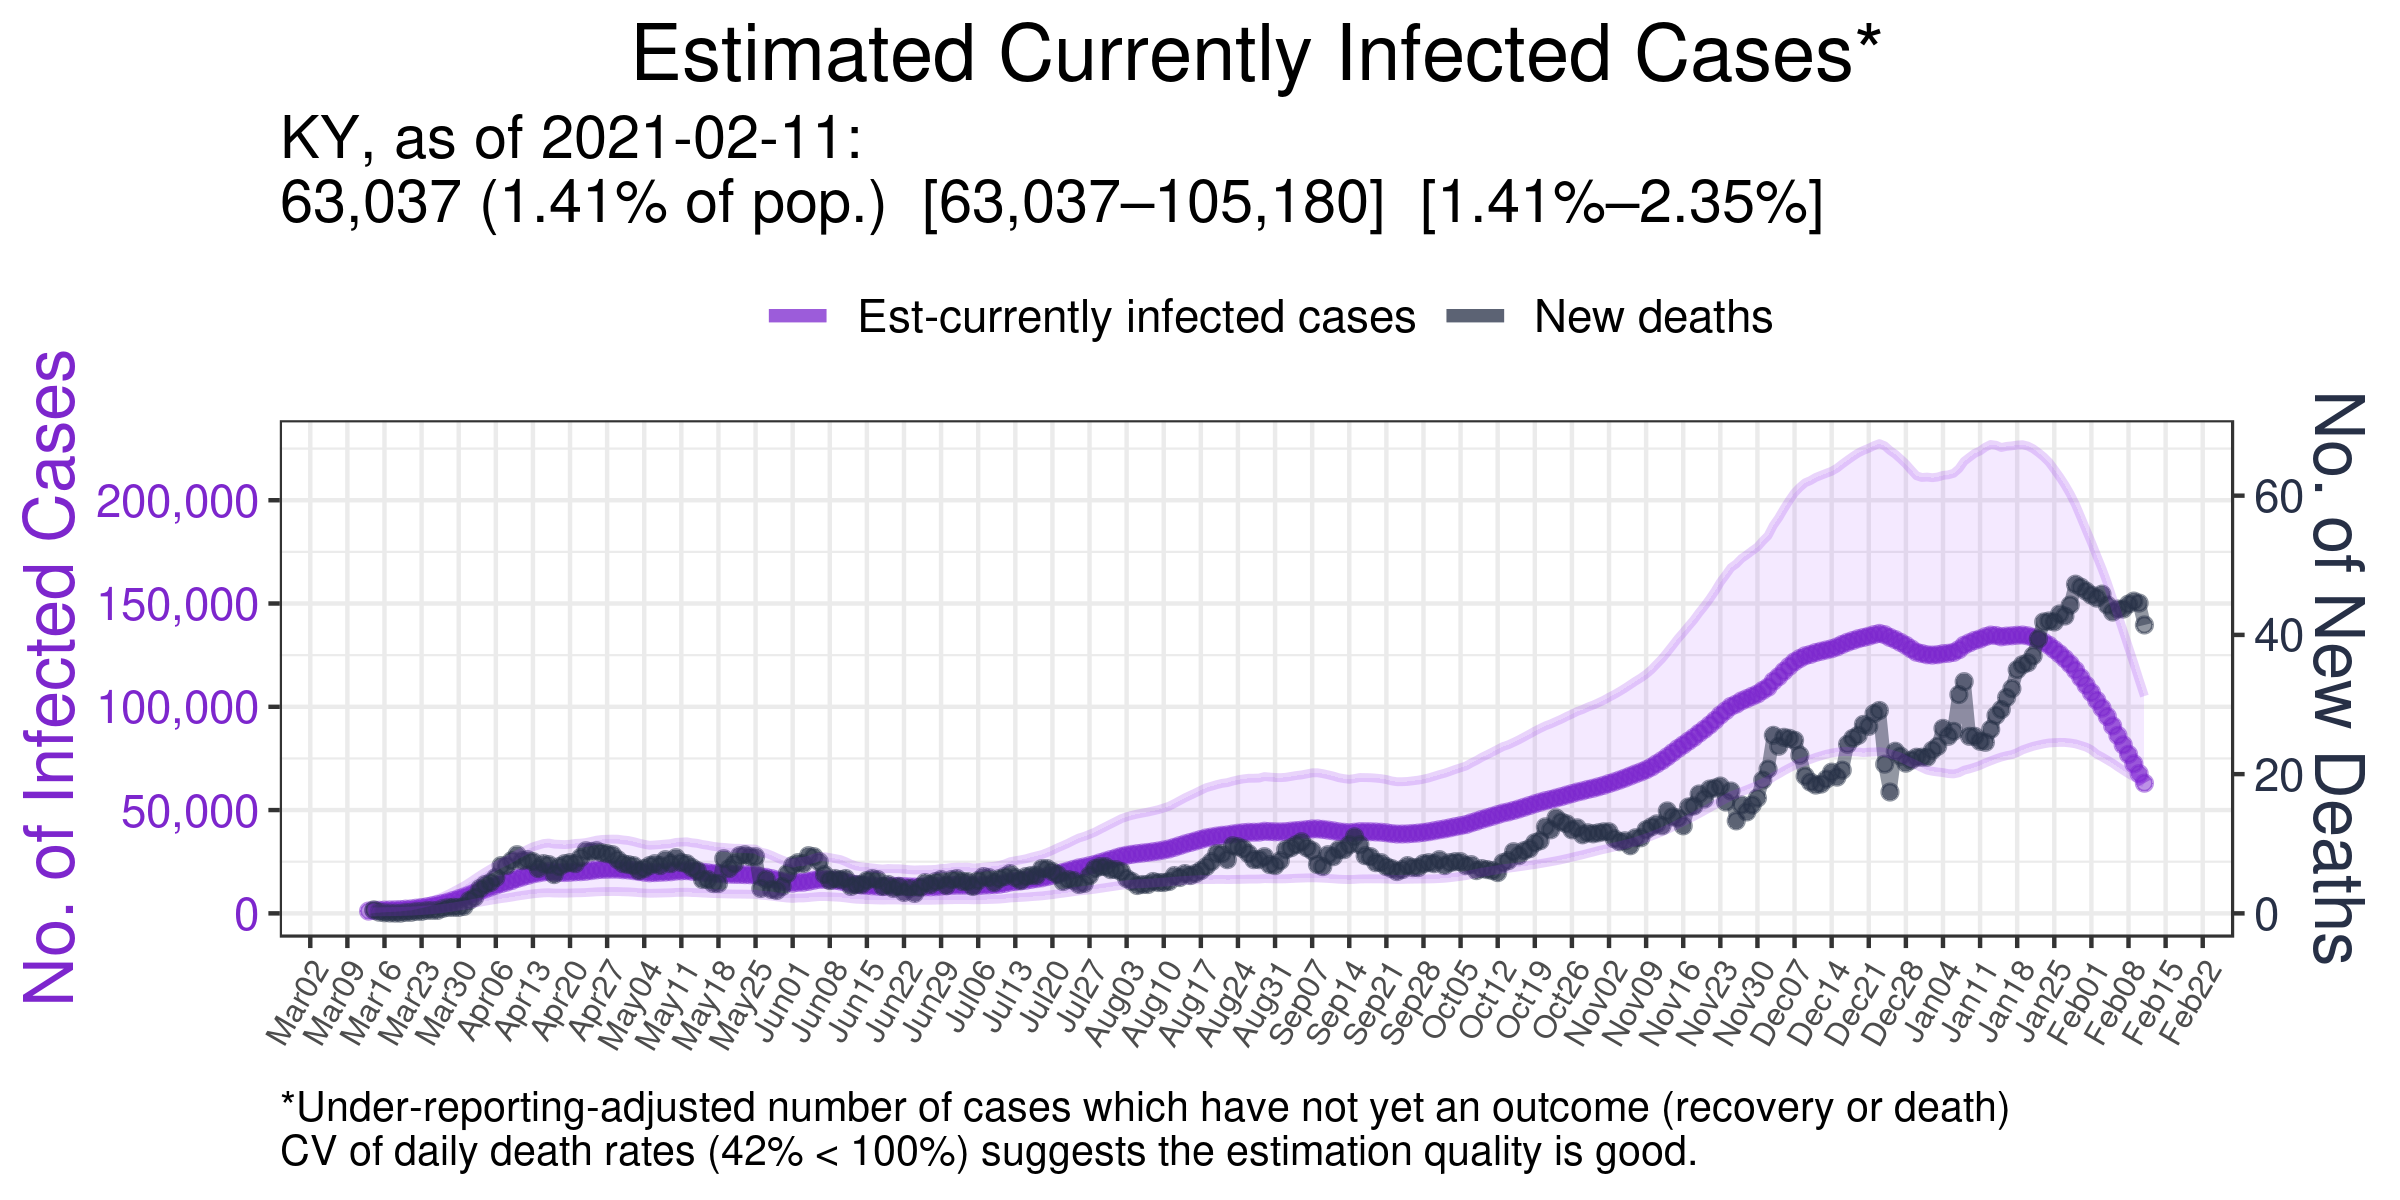 Estimated Currently Infected Cases*
KY, as of 2021-02-11:
63,037 (1.41% of pop.) [63,037–105,180] [1.41%–2.35%]
Est-currently infected cases
New deaths
No. of Infected Cases
200,000
150,000
100,000
50,000
0
60
40
20
0
No. of New Deaths
Mar02
Mar09
Mar16
Mar23
Mar30
Apr06
Apr13
Apr20
Apr27
May04
May11
May18
May25
Jun01
Jun08
Jun15
Jun22
Jun29
Jul06
Jul13
Jul20
Jul27
Aug03
Aug10
Aug17
Aug24
Aug31
Sep07
Sep14
Sep21
Sep28
Oct05
Oct12
Oct19
Oct26
Nov02
Nov09
Nov16
Nov23
Nov30
Dec07
Dec14
Dec21
Dec28
Jan04
Jan11
Jan18
Jan25
Feb01
Feb08
Feb15
Feb22
*Under-reporting-adjusted number of cases which have not yet an outcome (recovery or death)
CV of daily death rates (42% < 100%) suggests the estimation quality is good.